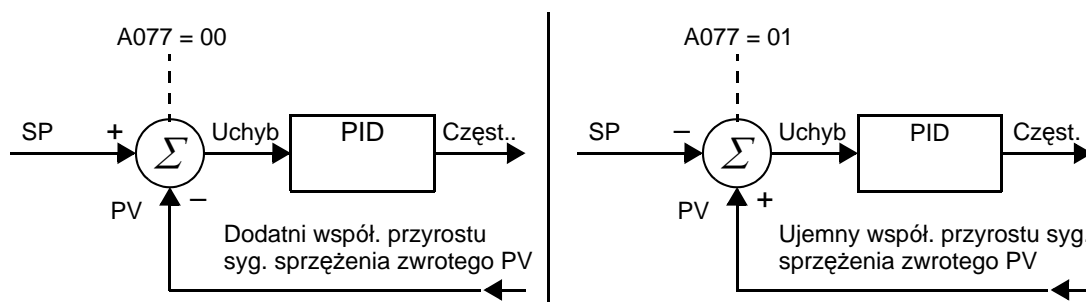 A077 = 00
SP
+
Σ
Uchyb
PID
Częst..
PV
–
Dodatni współ. przyrostu
syg. sprzężenia zwrotego PV
A077 = 01
SP
–
Σ
Uchyb
PID
Częst.
PV
+
Ujemny współ. przyrostu syg.
sprzężenia zwrotego PV